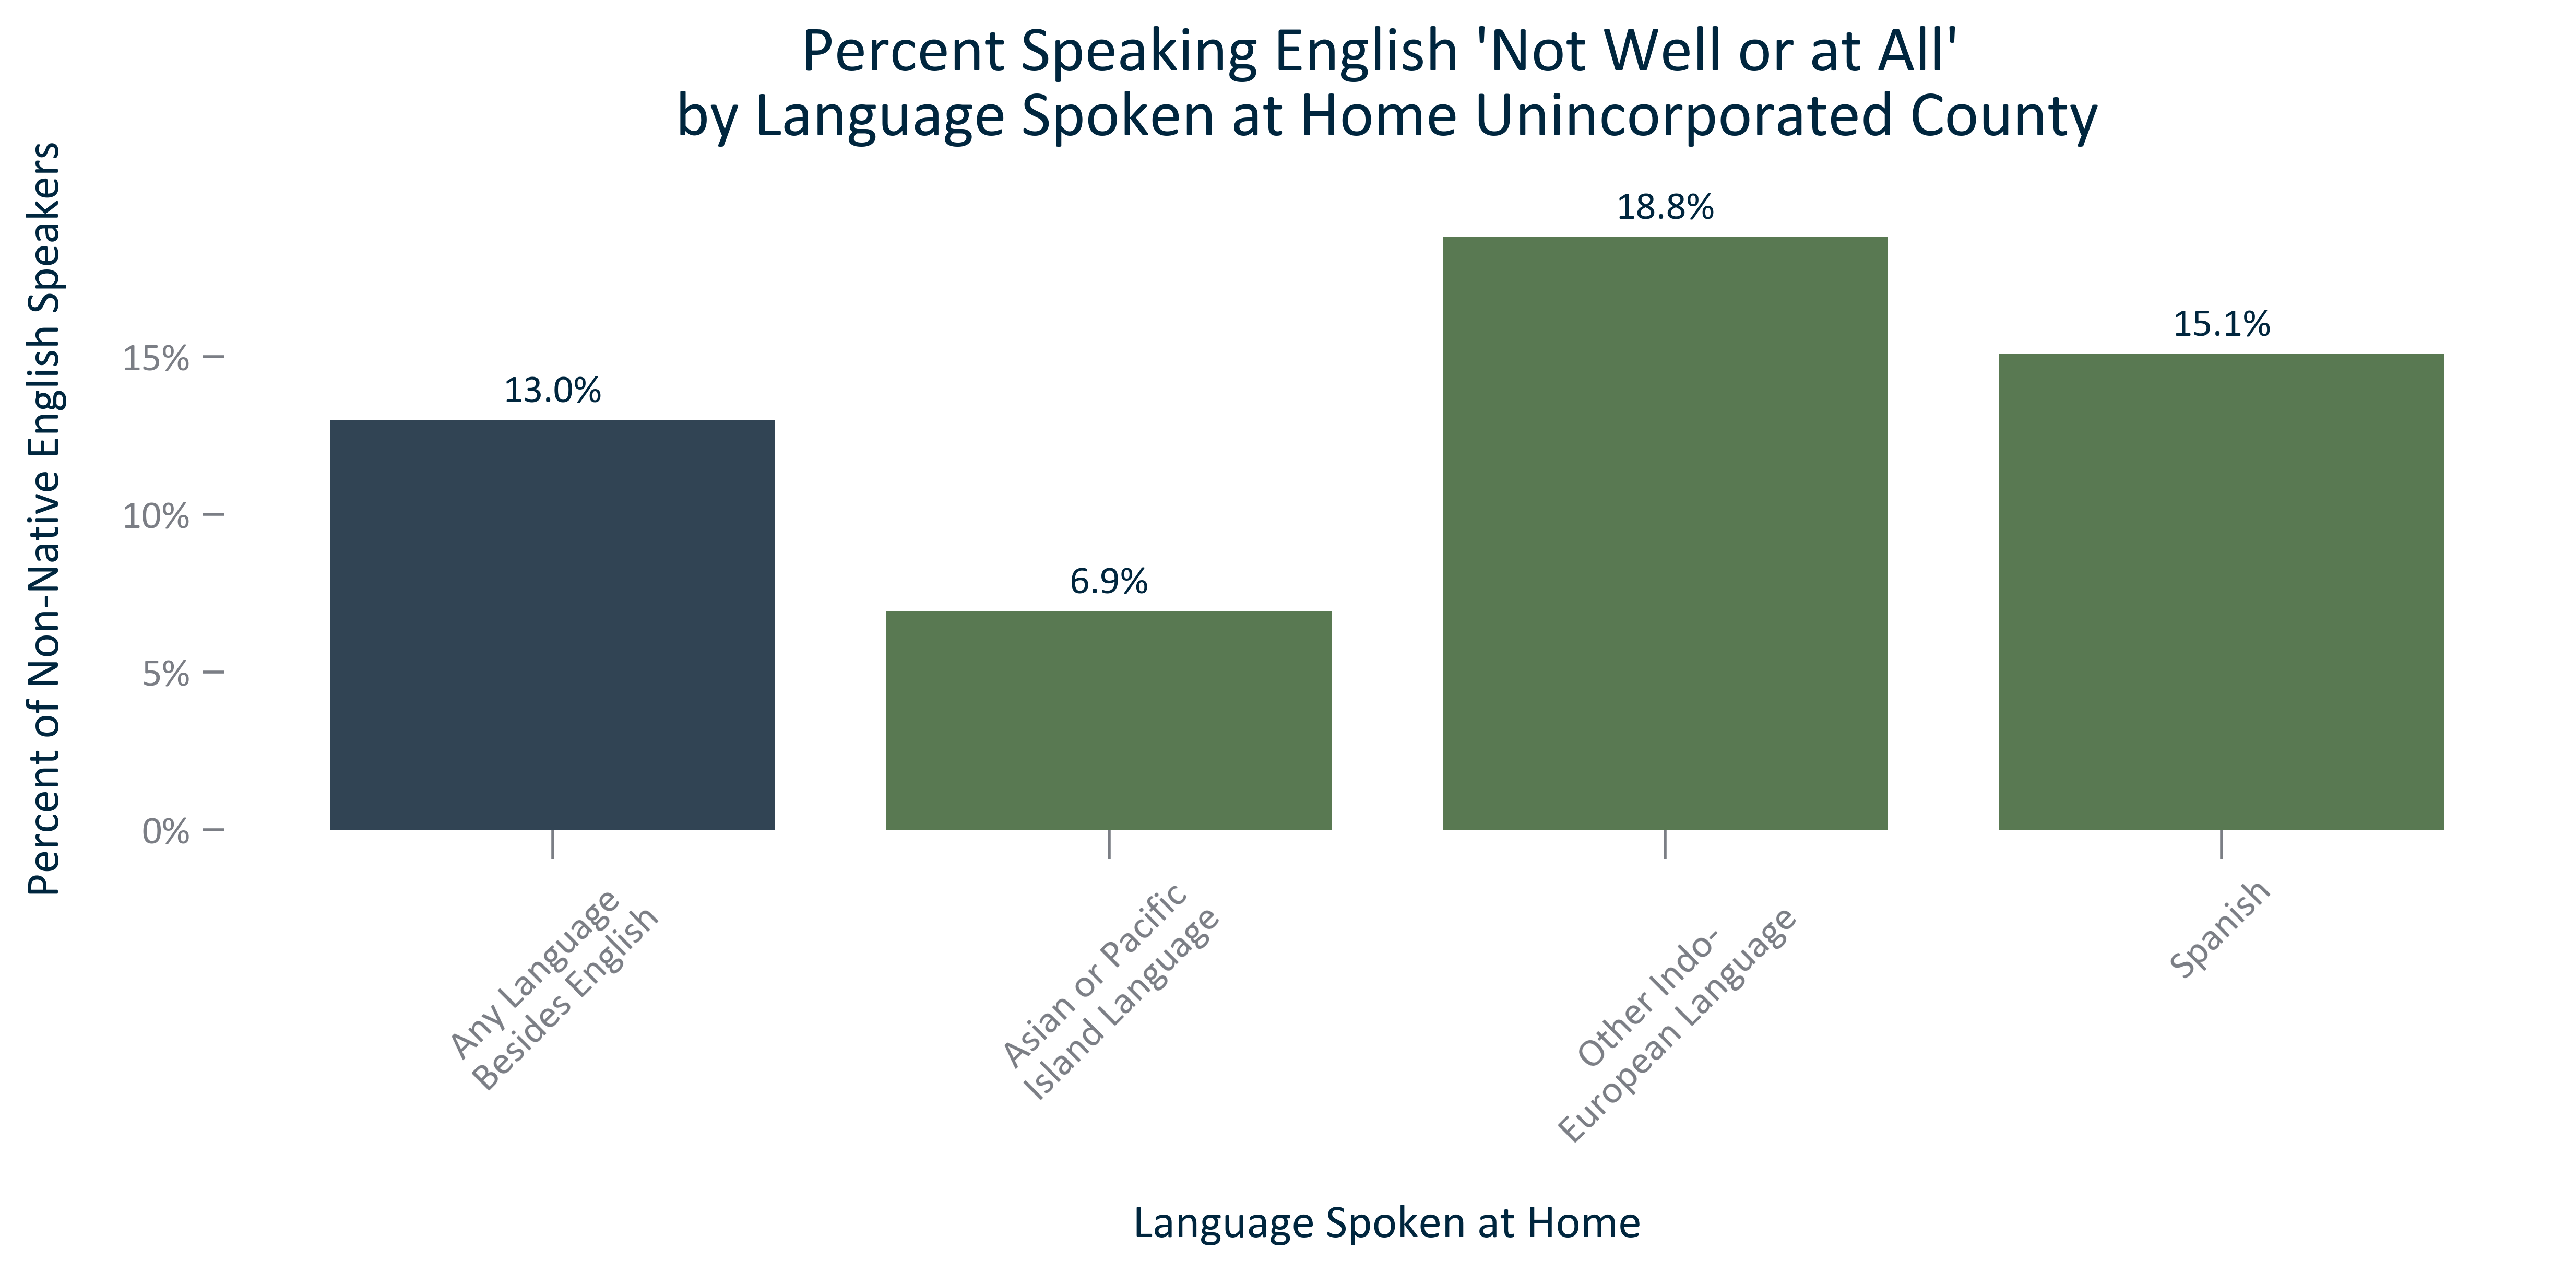 Percent Speaking English 'Not Well or at All'
by Language Spoken at Home Unincorporated County
Percent of Non-Native English Speakers
15%
10%
5%
0%
13.0%
6.9%
18.8%
15.1%
Any Language
Besides English
Asian or Pacific
Island Language
Other Indo-
European Language
Spanish
Language Spoken at Home